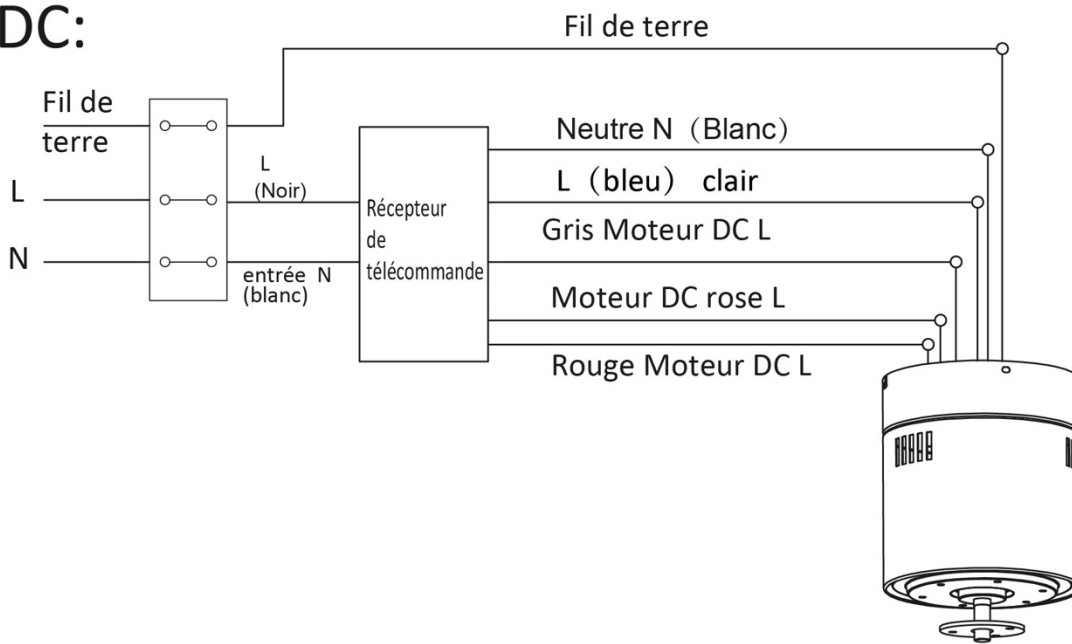 DC:
Fil de terre
Fil de
terre
L
N
L
(Noir)
entrée N
(blanc)
Récepteur
de
télécommande
Neutre N（Blanc）
L（bleu） clair
Gris Moteur DC L
Moteur DC rose L
Rouge Moteur DC L